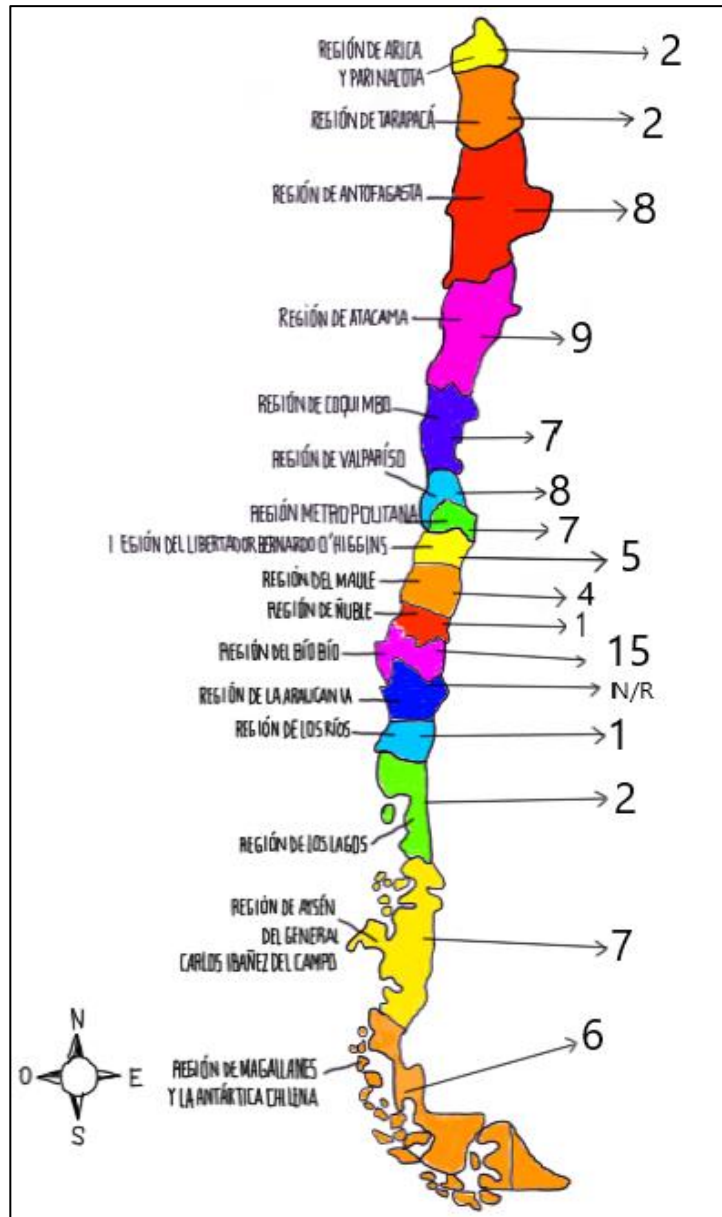 REGIÓN DE ARICA
Y PARINACOTA
2
REGIÓN DE TARAPACÁ
2
REGIÓN DE ANTOFAGASTA
8
REGIÓN DE ATACAMA
9
REGIÓN DE COQUIMBO
7
REGIÓN DE VALPARÍSO
8
REGIÓN METROPOLITANA
7
I EGIÓN DEL LIBERTADOR BERNARDO O'HIGGINS
5
REGIÓN DEL MAULE
4
REGIÓN DE ÑUBLE
1
REGIÓN DEL BÍO BÍO
15
REGIÓN DE LA ARAUCANIA
N/R
REGIÓN DE LOS RÍOS
1
2
REGIÓN DE LOS LAGOS
REGIÓN DE AYSÉN
DEL GENERAL
CARLOS IBAÑEZ DEL CAMPO
7
6
REGIÓN DE MAGALLANES
Y LA ANTÁRTICA CHILENA
N
O E
S